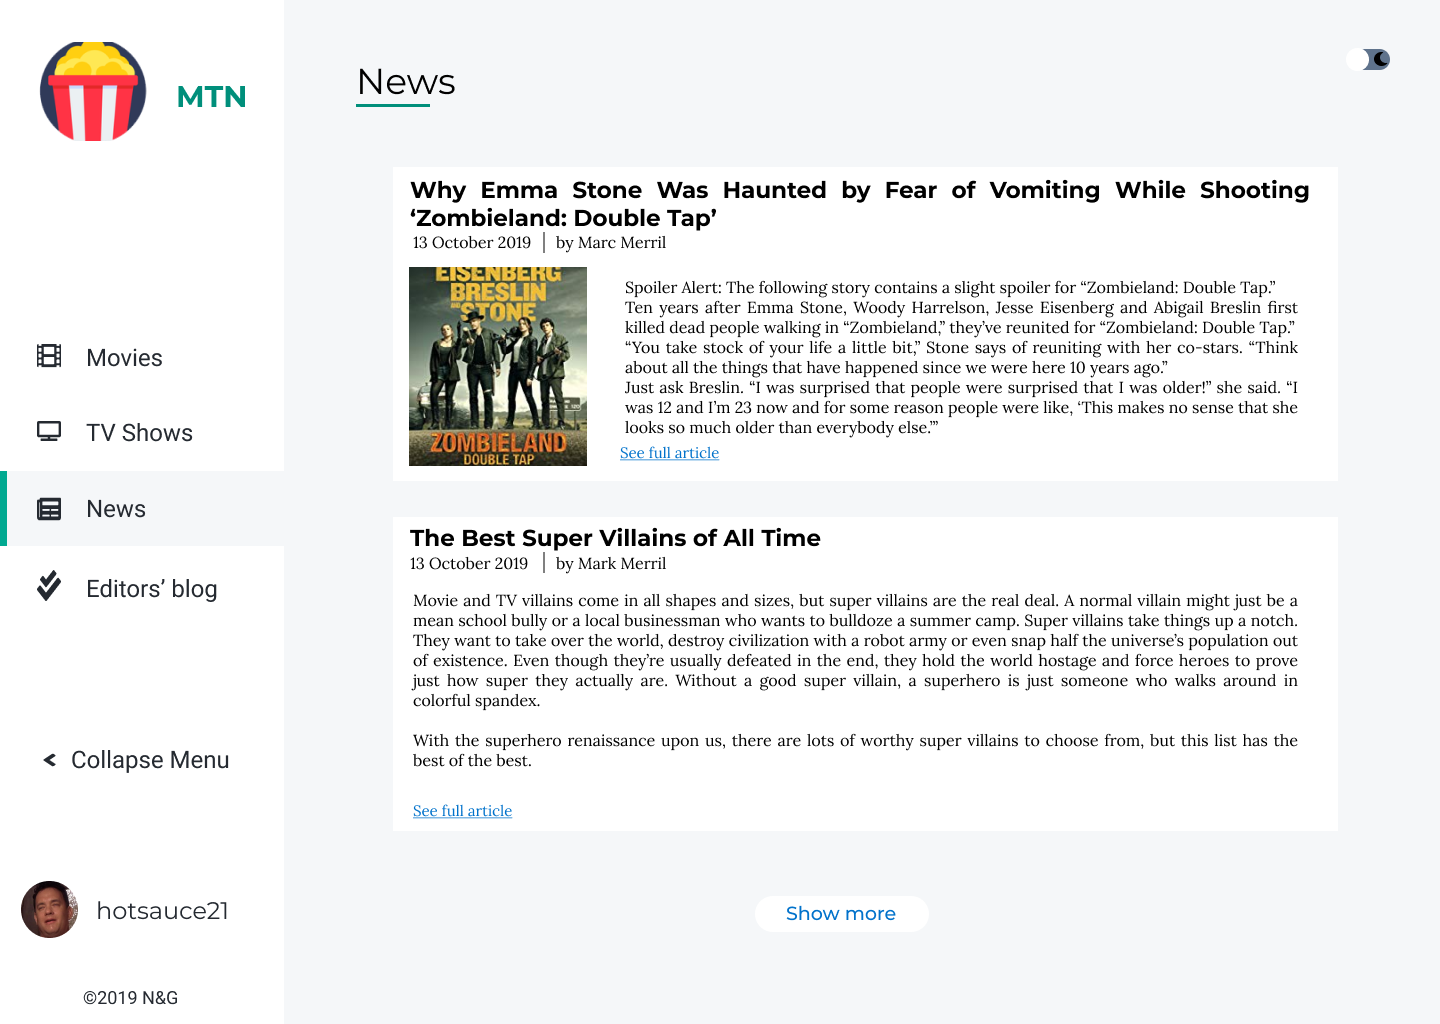 MTN
Movies
TV Shows
News
Editors’ blog
Collapse Menu
hotsauce21
©2019 N&G
News
Why Emma Stone Was Haunted by Fear of Vomiting While Shooting
‘Zombieland: Double Tap’
13 October 2019 | by Marc Merril
EISENBERG
BRESLIN
AND STONE
ZOMBIELAND
DOUBLE TAP
Spoiler Alert: The following story contains a slight spoiler for “Zombieland: Double Tap.”
Ten years after Emma Stone, Woody Harrelson, Jesse Eisenberg and Abigail Breslin first
killed dead people walking in “Zombieland,” they’ve reunited for “Zombieland: Double Tap.”
“You take stock of your life a little bit,” Stone says of reuniting with her co-stars. “Think
about all the things that have happened since we were here 10 years ago.”
Just ask Breslin. “I was surprised that people were surprised that I was older!” she said. “I
was 12 and I’m 23 now and for some reason people were like, ‘This makes no sense that she
looks so much older than everybody else.’”
See full article
The Best Super Villains of All Time
13 October 2019 | by Mark Merril
Movie and TV villains come in all shapes and sizes, but super villains are the real deal. A normal villain might just be a
mean school bully or a local businessman who wants to bulldoze a summer camp. Super villains take things up a notch.
They want to take over the world, destroy civilization with a robot army or even snap half the universe’s population out
of existence. Even though they’re usually defeated in the end, they hold the world hostage and force heroes to prove
just how super they actually are. Without a good super villain, a superhero is just someone who walks around in
colorful spandex.
With the superhero renaissance upon us, there are lots of worthy super villains to choose from, but this list has the
best of the best.
See full article
Show more